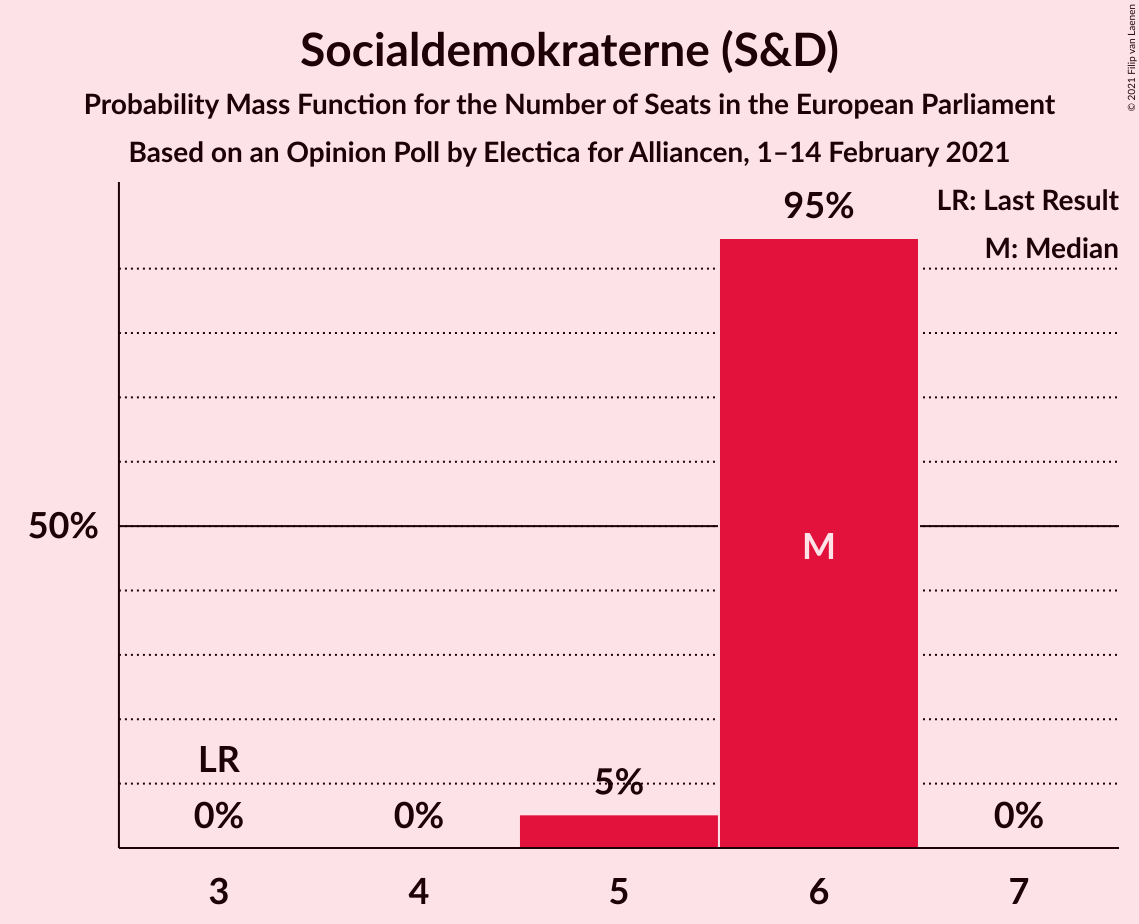 Socialdemokraterne (S&D)
Probability Mass Function for the Number of Seats in the European Parliament
Based on an Opinion Poll by Electica for Alliancen, 1–14 February 2021
© 2021 Filip van Laenen
LR: Last Result
M: Median
95%
50%
M
LR
5%
0%
0%
0%
3
4
5
6
7